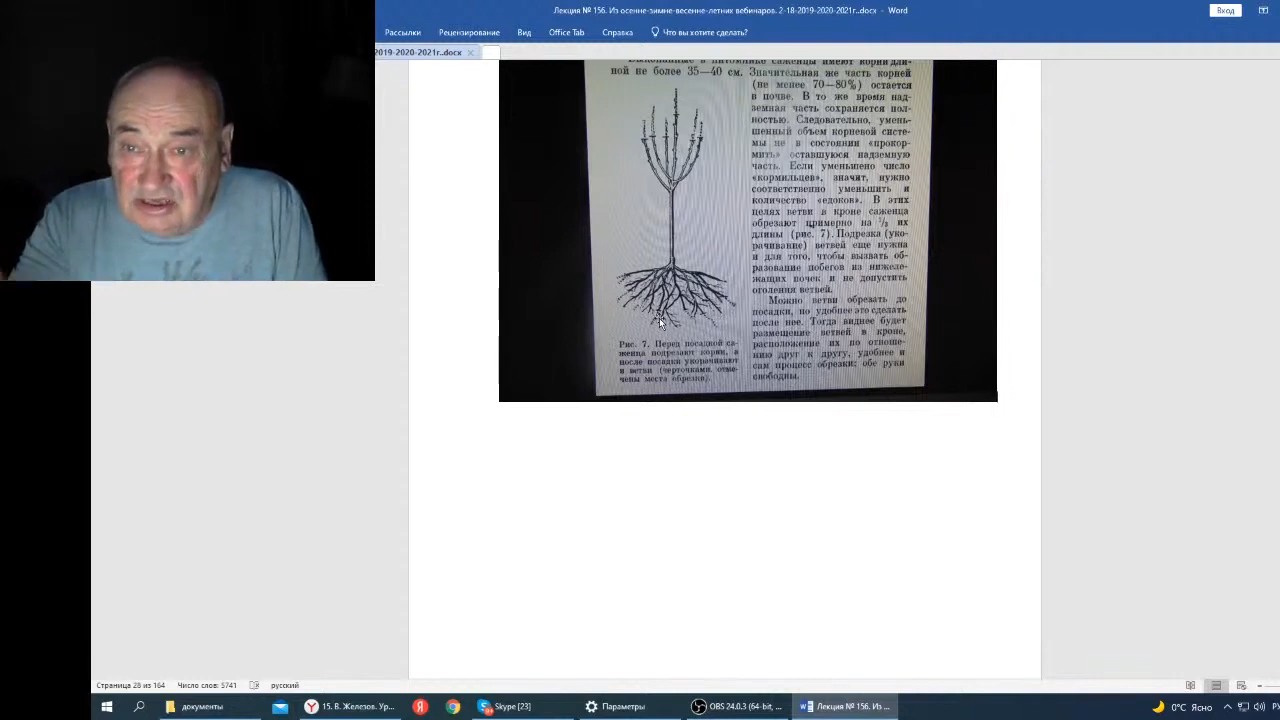 Лекция № 156. Из осенне-зимне-весенне-летних вебинаров. 2-18-2019-2020-2021г..docx - Word
Вход
Рассылки Рецензирование Вид Office Tab Справка Что вы хотите сделать?
2019-2020-2021г..docx
Выкопанные в питомнике саженцы имеют корни дли-
ной не более 35—40 см. Значительная же часть корней
(не менее 70—80%) остается
в почве. В то же время над-
земная часть сохраняется пол-
ностью. Следовательно, умень-
шенный объем корневой систе-
мы не в состоянии «прокор-
мить» оставшуюся надземную
часть. Если уменьшено число
«кормильцев», значит, нужно
соответственно уменьшить и
количество «едоков». В этих
целях ветви в кроне саженца
обрезают примерно на 1/3 их
длины (рис. 7). Подрезка (уко-
рачивание) ветвей еще нужна
и для того, чтобы вызвать об-
разование побегов из нижеле-
жащих почек и не допустить
оголения ветвей.
Можно ветви обрезать до
посадки, но удобнее это сделать
после нее. Тогда виднее будет
размещение ветвей в кроне,
расположение их по отноше-
нию друг к другу, удобнее и
сам процесс обрезки: обе руки
свободны.
Рис. 7. Перед посадкой са-
женца подрезают корни, а
после посадки укорачивают
и ветви (черточками отме-
чены места обрезки).
Страница 28 из 164 Число слов: 5741 русский
документы 15. В. Железов. Ур... Skype [23] Параметры OBS 24.0.3 (64-bit, ... Лекция № 156. Из ... 0°C Ясно